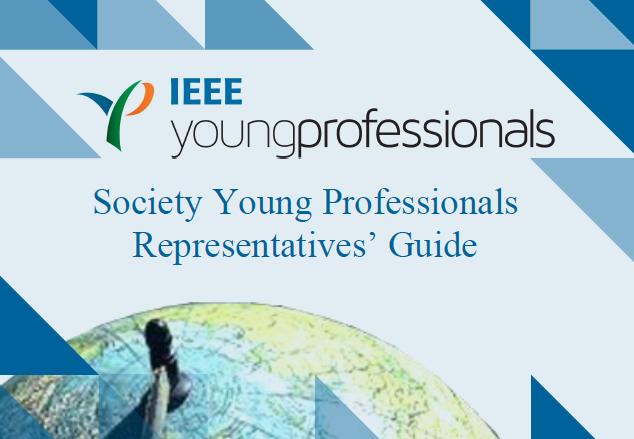 IEEE
youngprofessionals
Society Young Professionals
Representatives’ Guide